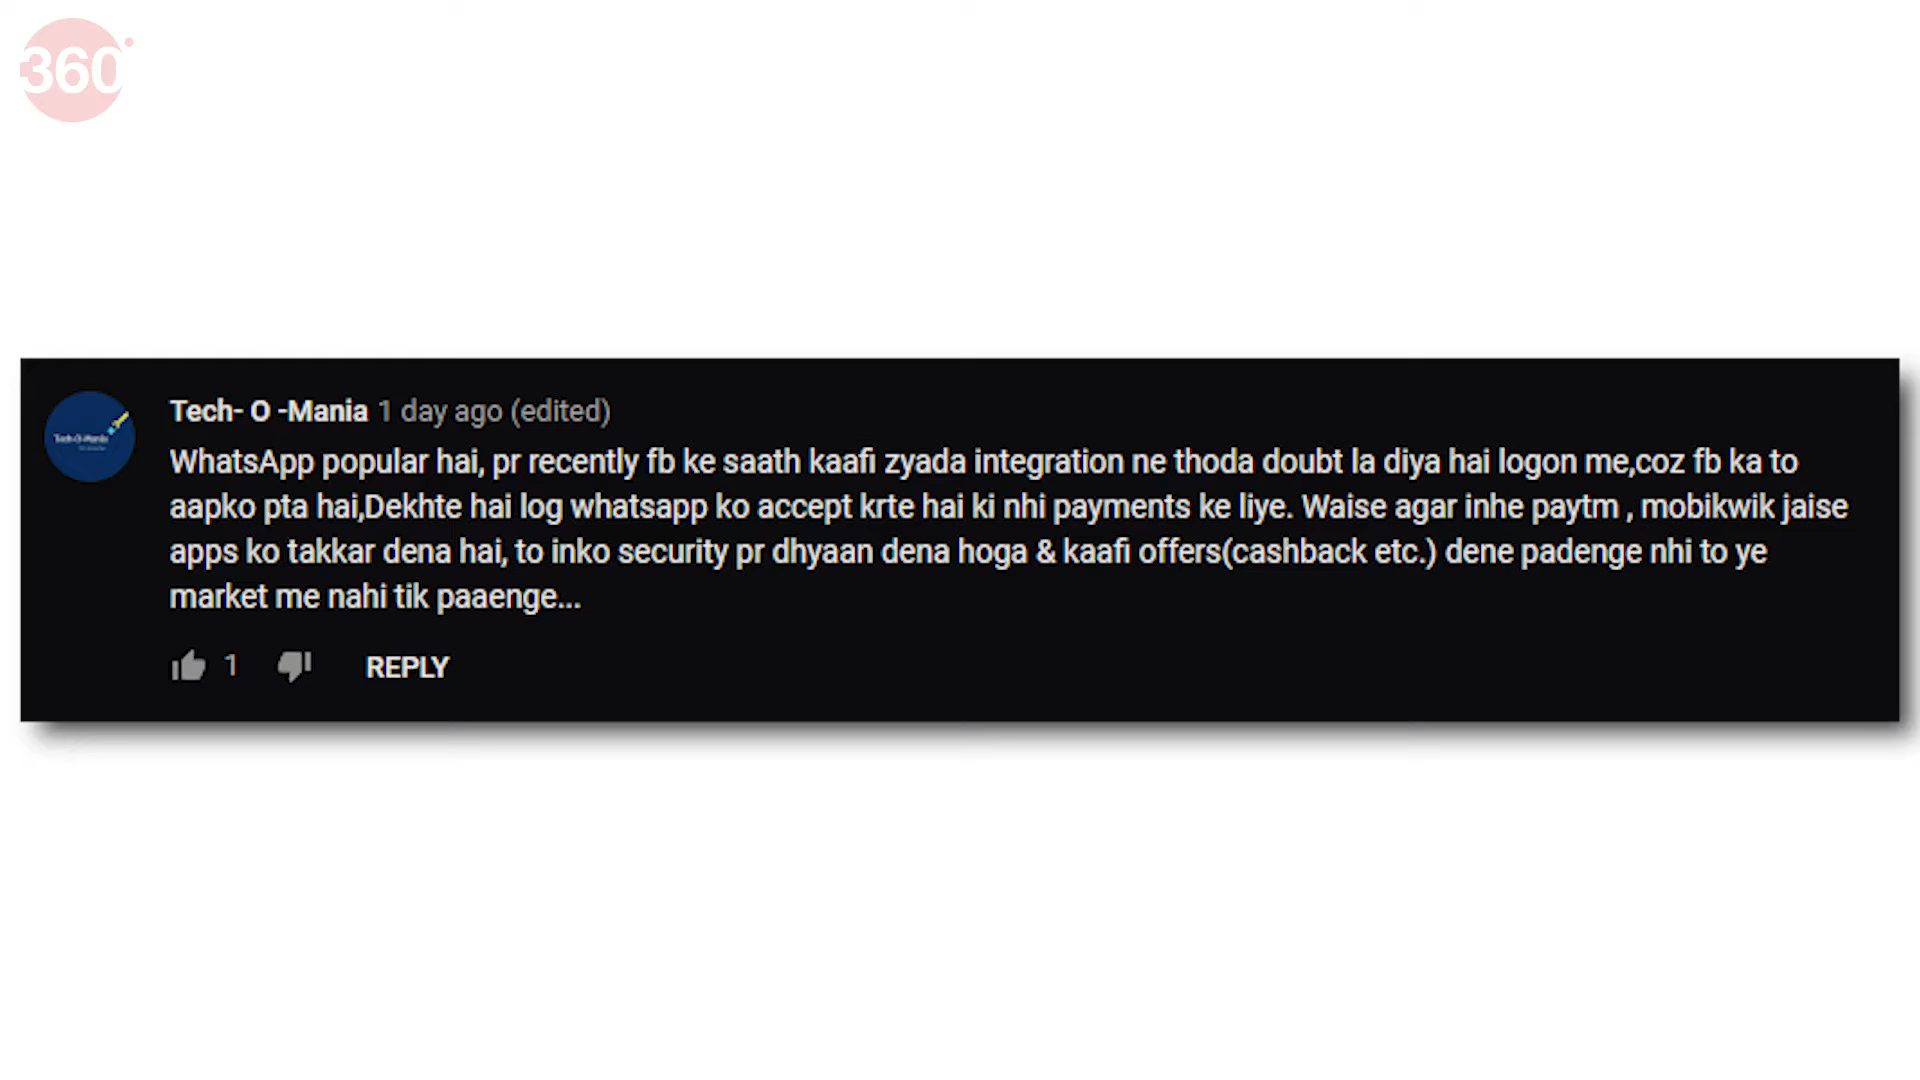 360
Tech- O -Mania 1 day ago (edited)
Tech-O-Mania
WhatsApp popular hai, pr recently fb ke saath kaafi zyada integration ne thoda doubt la diya hai logon me,coz fb ka to
aapko pta hai,Dekhte hai log whatsapp ko accept krte hai ki nhi payments ke liye. Waise agar inhe paytm , mobikwik jaise
apps ko takkar dena hai, to inko security pr dhyaan dena hoga & kaafi offers(cashback etc.) dene padenge nhi to ye
market me nahi tik paaenge...
1 REPLY